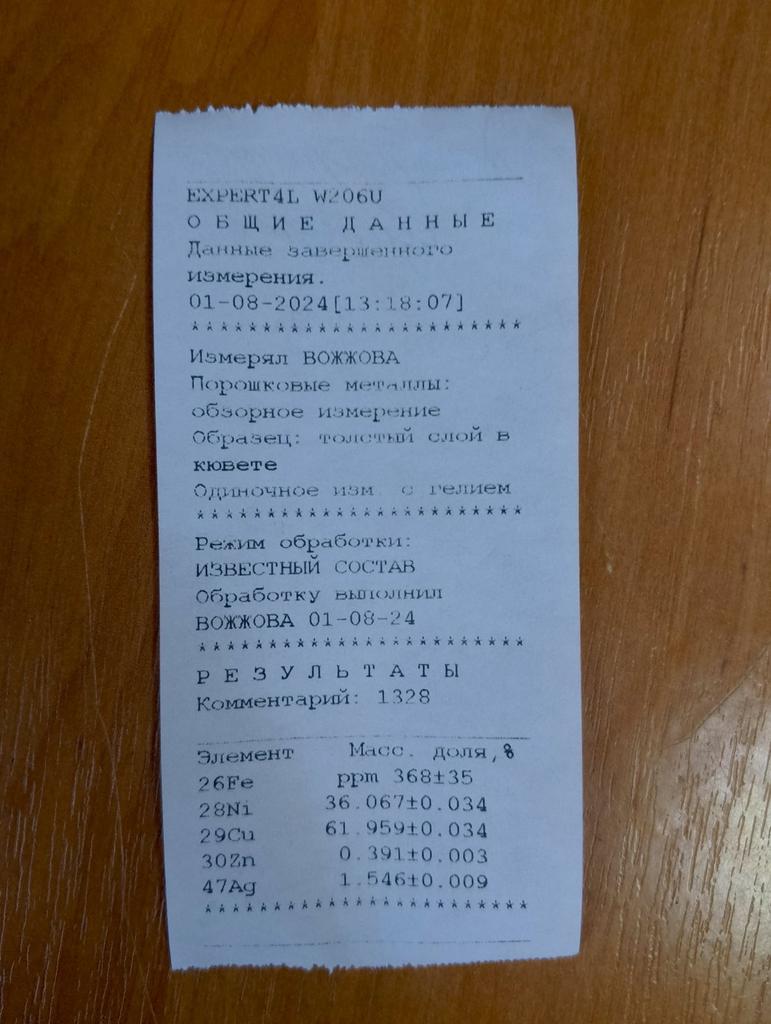 EXPERT4L W206U
О Б Щ И Е Д А Н Н Ы Е
Данные завершенного
измерения.
01-08-2024[13:18:07]
***********************
Измерял ВОЖЖОВА
Порошковые металлы:
обзорное измерение
Образец: толстый слой в
кювете
Одиночное изм. с гелием
***********************
Режим обработки:
ИЗВЕСТНЫЙ СОСТАВ
Обработку выполнил
ВОЖЖОВА 01-08-24
***********************
Р Е З У Л Ь Т А Т Ы
Комментарий: 1328
Элемент Масс. доля,%
26Fe ppm 368±35
28Ni 36.067±0.034
29Cu 61.959±0.034
30Zn 0.391±0.003
47Ag 1.546±0.009
***********************